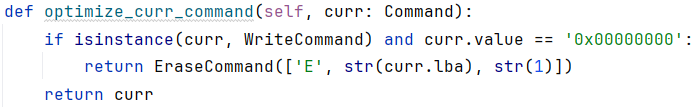 def optimize_curr_command(self, curr: Command):
    if isinstance(curr, WriteCommand) and curr.value == '0x00000000':
        return EraseCommand(['E', str(curr.lba), str(1)])
    return curr